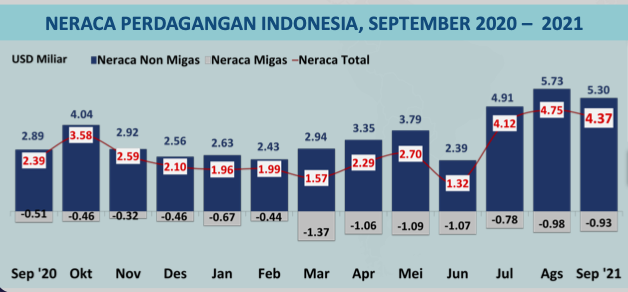 NERACA PERDAGANGAN INDONESIA, SEPTEMBER 2020 – 2021
USD Miliar
Neraca Non Migas Neraca Migas Neraca Total
2.89 4.04 2.92 2.56 2.63 2.43 2.94 3.35 3.79 2.39 4.91 5.73 5.30
2.39 3.58 2.59 2.10 1.96 1.99 1.57 2.29 2.70 1.32 4.12 4.75 4.37
-0.51 -0.46 -0.32 -0.46 -0.67 -0.44 -1.37 -1.06 -1.09 -1.07 -0.78 -0.98 -0.93
Sep '20 Okt Nov Des Jan Feb Mar Apr Mei Jun Jul Ags Sep '21